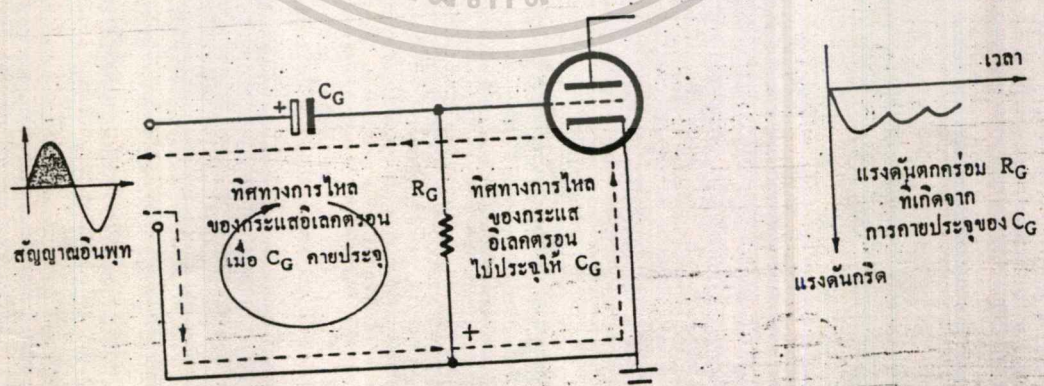 C_G
+
สัญญาณอินพุท
ทิศทางการไหล
ของกระแสอิเลคตรอน
เมื่อ C_G คายประจุ
R_G
−
+
ทิศทางการไหล
ของกระแส
อิเลคตรอน
ไปประจุให้ C_G
เวลา
แรงดันตกคร่อม R_G
ที่เกิดจาก
การคายประจุของ C_G
แรงดันกริด